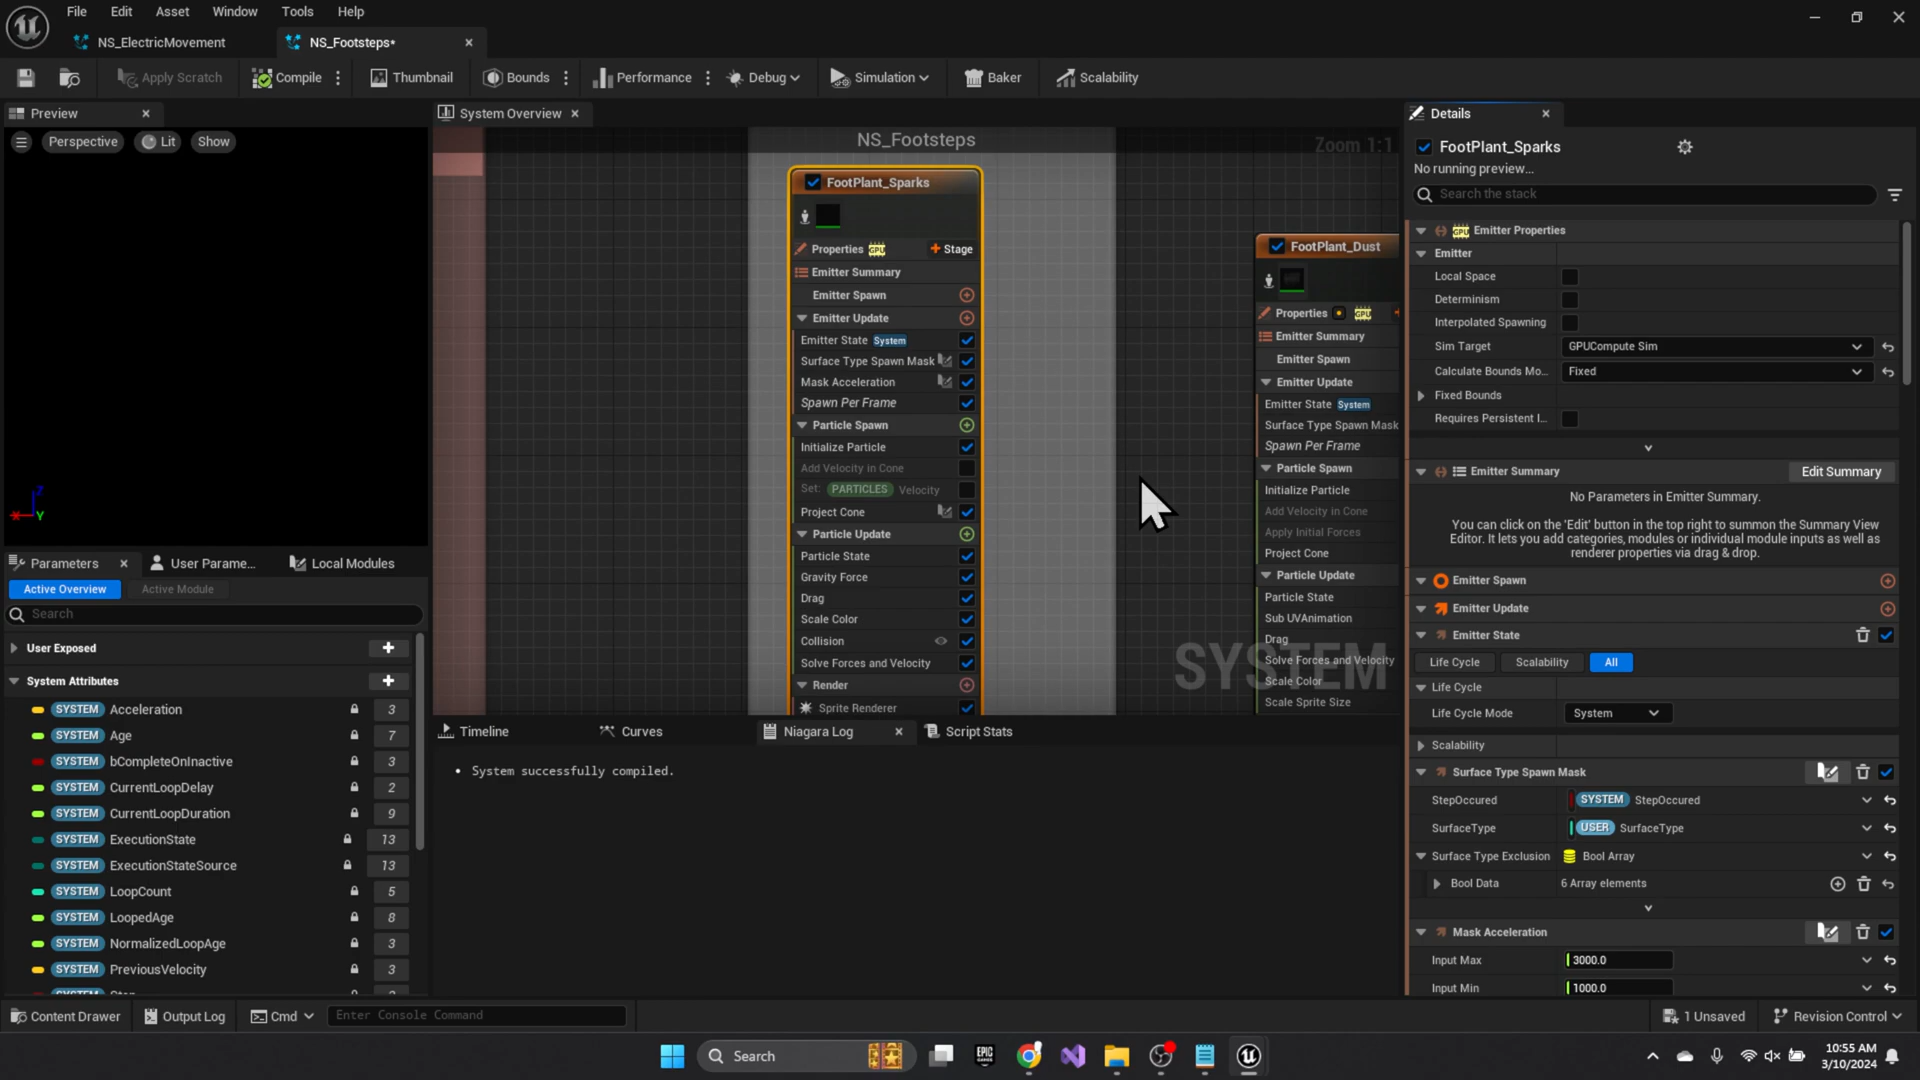 File Edit Asset Window Tools Help
NS_ElectricMovement NS_Footsteps*
Apply Scratch Compile Thumbnail Bounds Performance Debug Simulation Baker Scalability
Preview System Overview Details
Perspective Lit Show
NS_Footsteps
Zoom 1:1
FootPlant_Sparks
No running preview...
Search the stack
FootPlant_Sparks
Properties GPU Stage
Emitter Summary
Emitter Spawn
Emitter Update
Emitter State System
Surface Type Spawn Mask
Mask Acceleration
Spawn Per Frame
Particle Spawn
Initialize Particle
Add Velocity in Cone
Set: PARTICLES Velocity
Project Cone
Particle Update
Particle State
Gravity Force
Drag
Scale Color
Collision
Solve Forces and Velocity
Render
Sprite Renderer
FootPlant_Dust
Properties GPU
Emitter Summary
Emitter Spawn
Emitter Update
Emitter State System
Surface Type Spawn Mask
Spawn Per Frame
Particle Spawn
Initialize Particle
Add Velocity in Cone
Apply Initial Forces
Project Cone
Particle Update
Particle State
Sub UVAnimation
Drag
Solve Forces and Velocity
Scale Color
Scale Sprite Size
SYSTEM
GPU Emitter Properties
Emitter
Local Space
Determinism
Interpolated Spawning
Sim Target GPUCompute Sim
Calculate Bounds Mo... Fixed
Fixed Bounds
Requires Persistent I...
Emitter Summary Edit Summary
No Parameters in Emitter Summary.
You can click on the 'Edit' button in the top right to summon the Summary View
Editor. It lets you add categories, modules or individual module inputs as well as
renderer properties via drag & drop.
Emitter Spawn
Emitter Update
Emitter State
Life Cycle Scalability All
Life Cycle
Life Cycle Mode System
Scalability
Surface Type Spawn Mask
StepOccured SYSTEM StepOccured
SurfaceType USER SurfaceType
Surface Type Exclusion Bool Array
Bool Data 6 Array elements
Mask Acceleration
Input Max 3000.0
Input Min 1000.0
Z
X Y
Parameters User Parame... Local Modules
Active Overview Active Module
Search
User Exposed
System Attributes
SYSTEM Acceleration 3
SYSTEM Age 7
SYSTEM bCompleteOnInactive 3
SYSTEM CurrentLoopDelay 2
SYSTEM CurrentLoopDuration 9
SYSTEM ExecutionState 13
SYSTEM ExecutionStateSource 13
SYSTEM LoopCount 5
SYSTEM LoopedAge 8
SYSTEM NormalizedLoopAge 3
SYSTEM PreviousVelocity 3
Timeline Curves Niagara Log Script Stats
• System successfully compiled.
Content Drawer Output Log Cmd Enter Console Command 1 Unsaved Revision Control
Search
EPIC GAMES
10:55 AM
3/10/2024